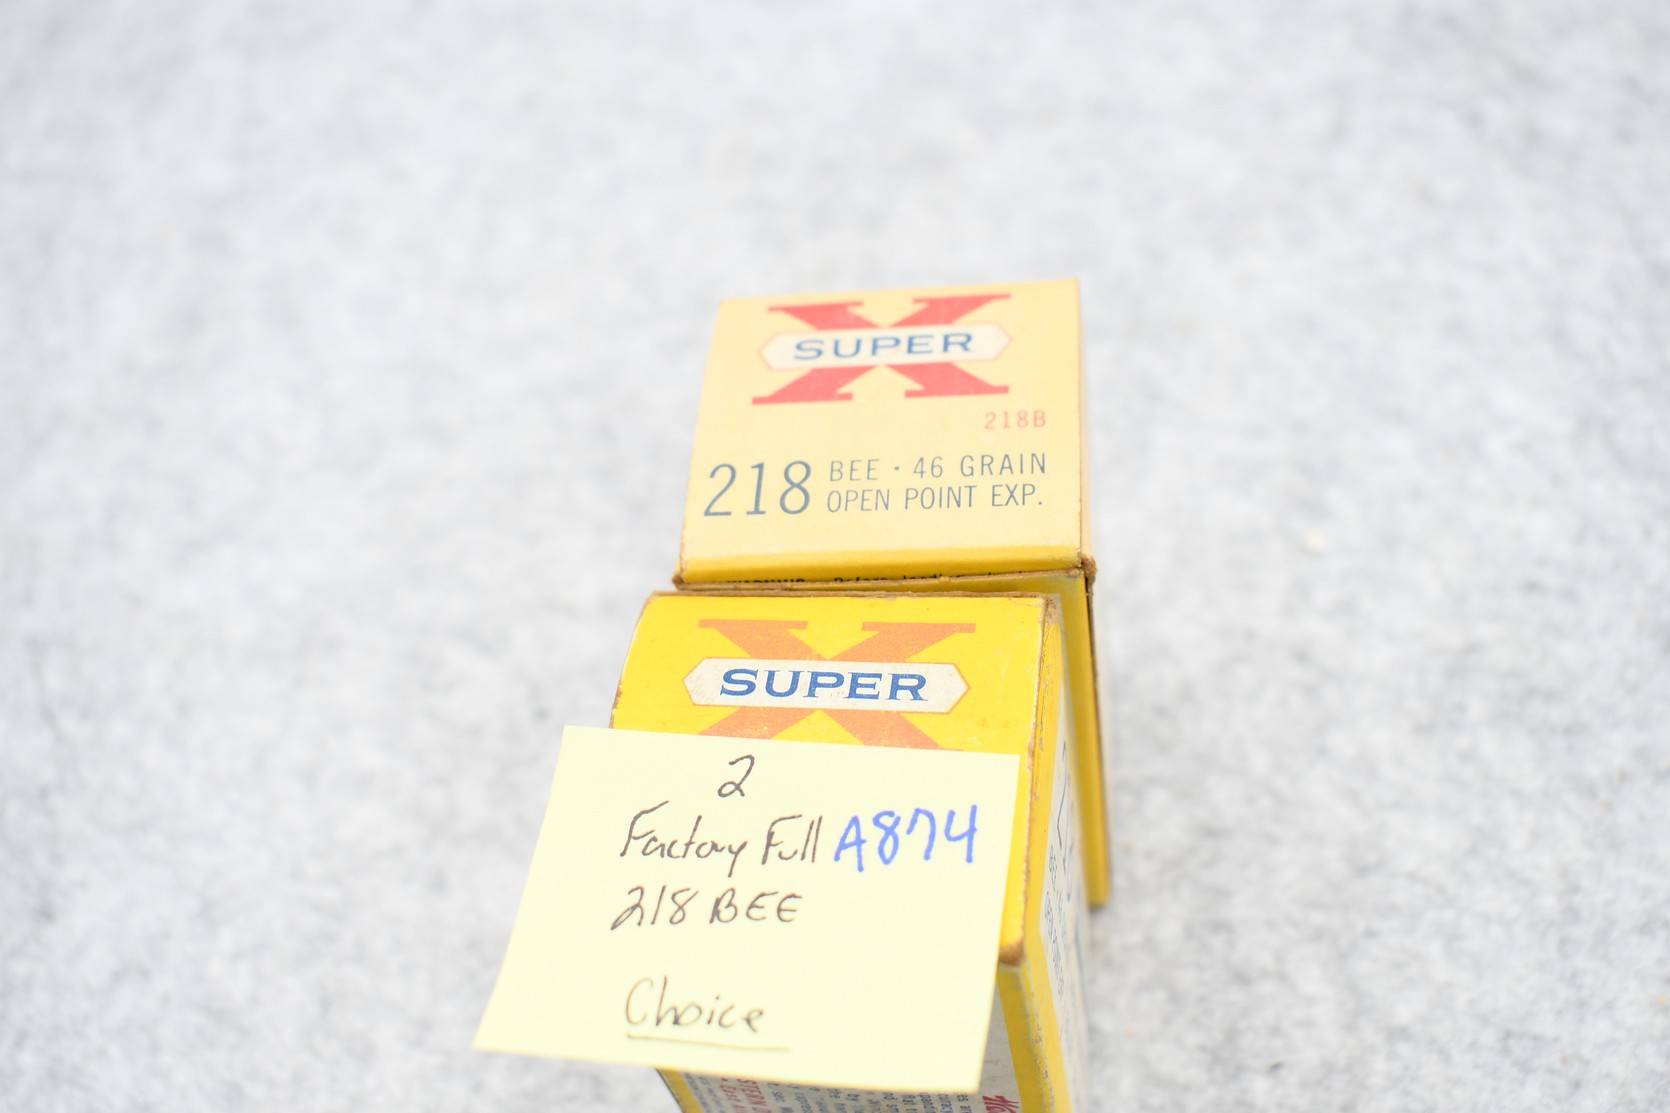 X
SUPER
218B
218 BEE · 46 GRAIN
OPEN POINT EXP.
X
SUPER
2
Factory Full A874
218 BEE
Choice